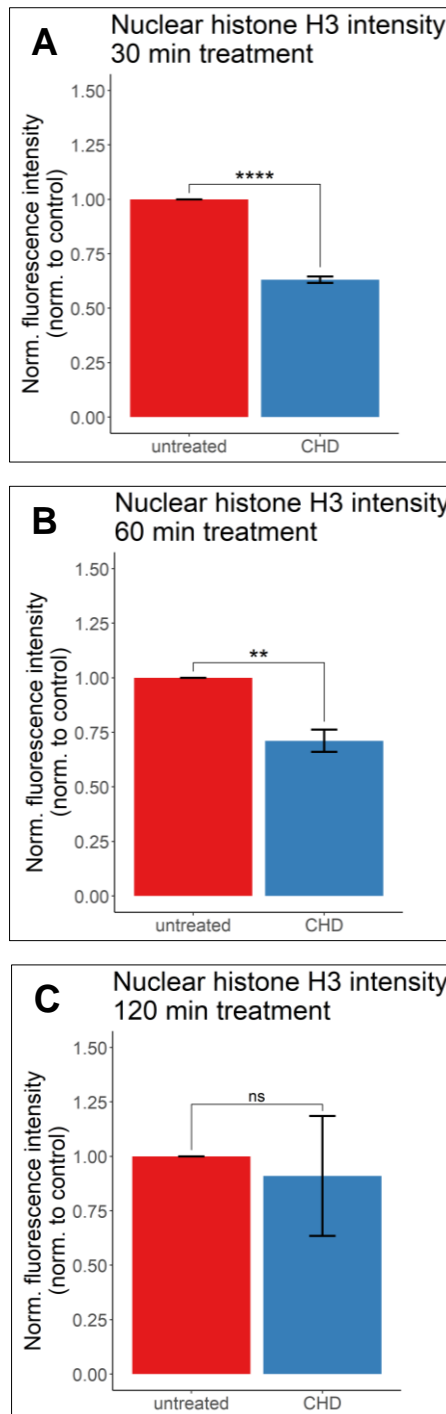 A
Nuclear histone H3 intensity
30 min treatment
Norm. fluorescence intensity
(norm. to control)
1.50
1.25
1.00
0.75
0.50
0.25
0.00
****
untreated
CHD
B
Nuclear histone H3 intensity
60 min treatment
Norm. fluorescence intensity
(norm. to control)
1.50
1.25
1.00
0.75
0.50
0.25
0.00
**
untreated
CHD
C
Nuclear histone H3 intensity
120 min treatment
Norm. fluorescence intensity
(norm. to control)
1.50
1.25
1.00
0.75
0.50
0.25
0.00
ns
untreated
CHD